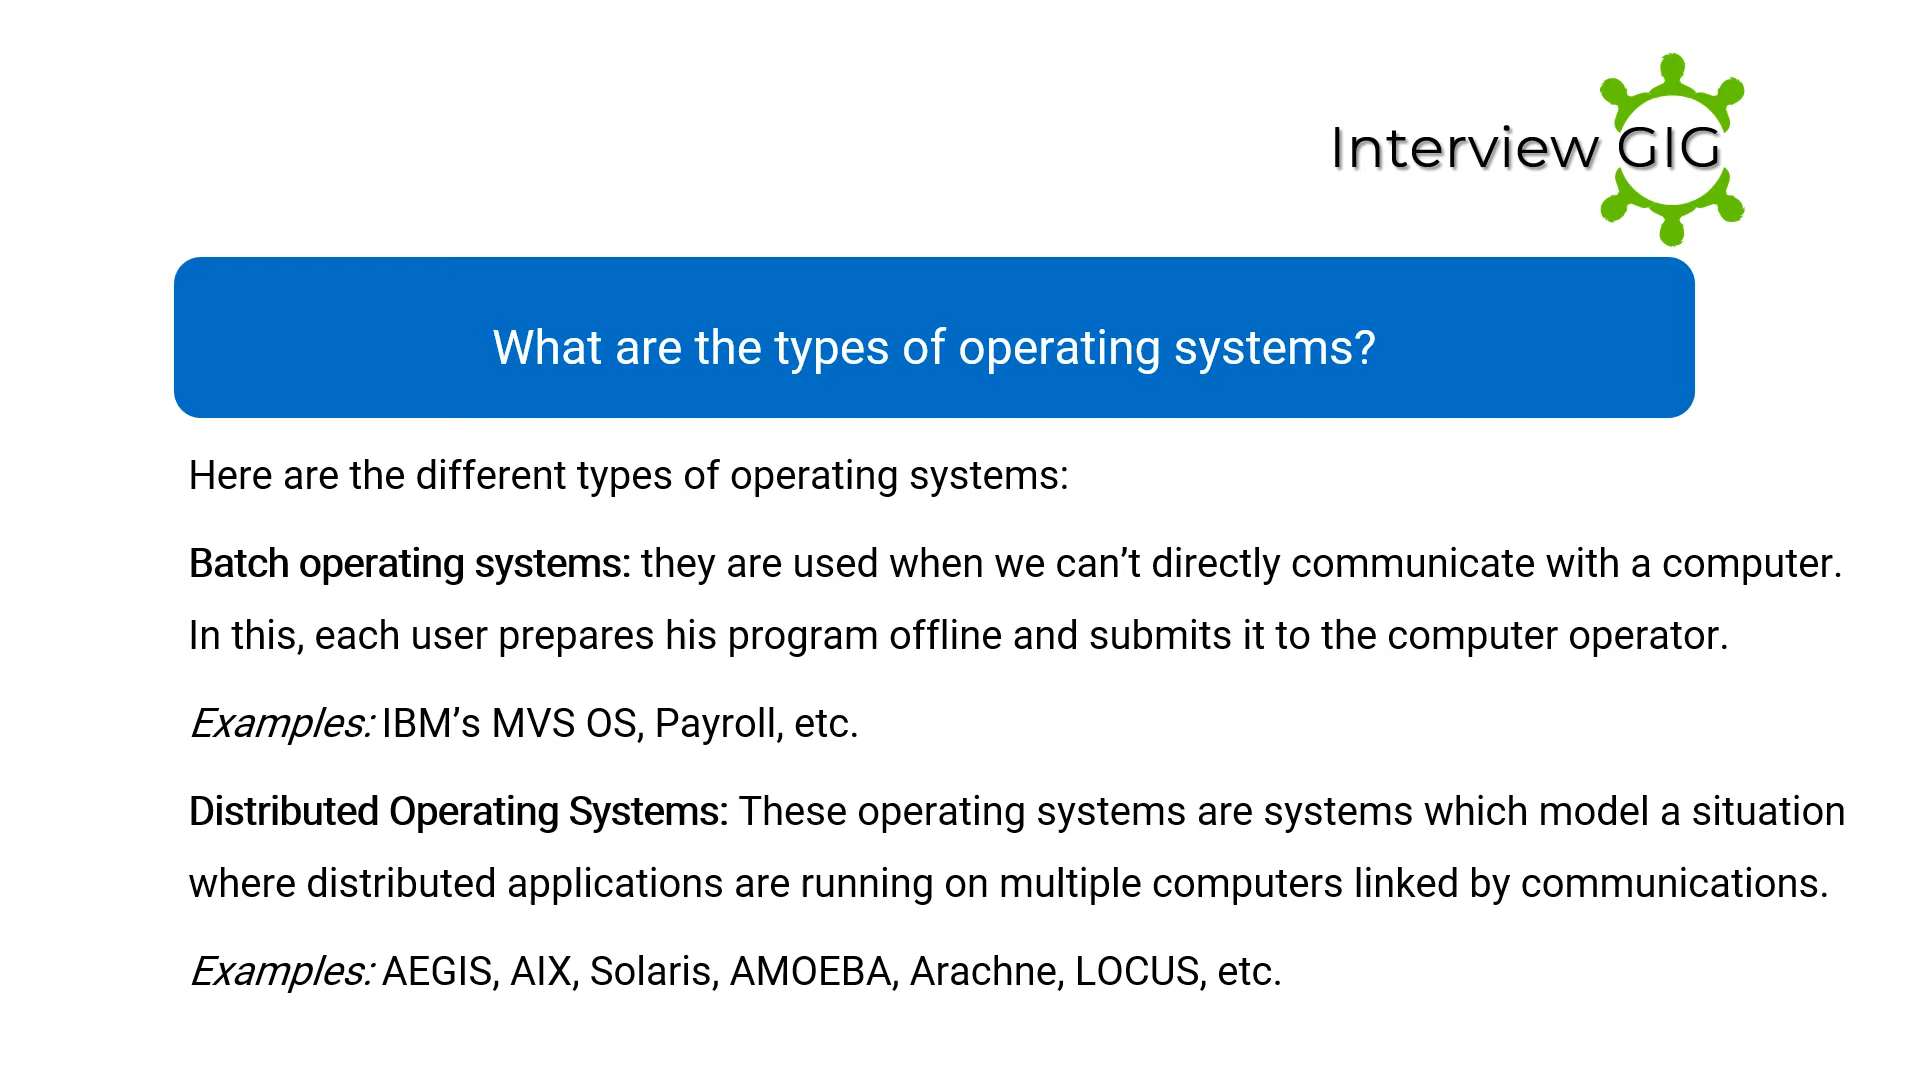 Interview GIG
What are the types of operating systems?
Here are the different types of operating systems:
Batch operating systems: they are used when we can’t directly communicate with a computer.
In this, each user prepares his program offline and submits it to the computer operator.
Examples: IBM’s MVS OS, Payroll, etc.
Distributed Operating Systems: These operating systems are systems which model a situation
where distributed applications are running on multiple computers linked by communications.
Examples: AEGIS, AIX, Solaris, AMOEBA, Arachne, LOCUS, etc.